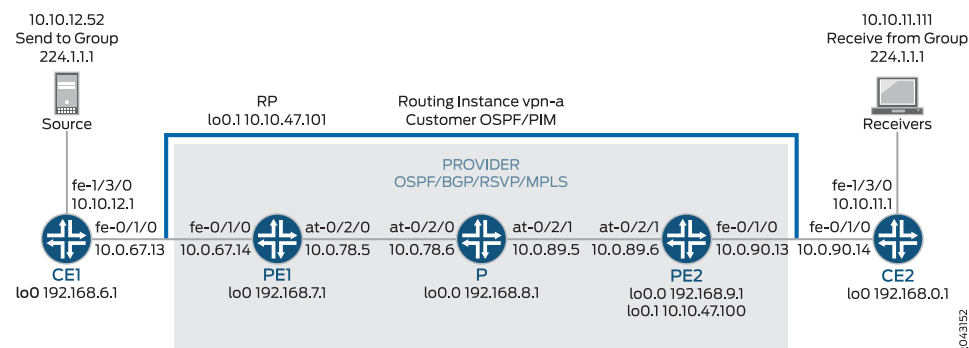 10.10.12.52
Send to Group
224.1.1.1
Source
10.10.11.111
Receive from Group
224.1.1.1
Receivers
RP
lo0.1 10.10.47.101
Routing Instance vpn-a
Customer OSPF/PIM
PROVIDER
OSPF/BGP/RSVP/MPLS
fe-1/3/0
10.10.12.1
fe-1/3/0
10.10.11.1
fe-0/1/0
10.0.67.13
fe-0/1/0
10.0.67.14
at-0/2/0
10.0.78.5
at-0/2/0
10.0.78.6
at-0/2/1
10.0.89.5
at-0/2/1
10.0.89.6
fe-0/1/0
10.0.90.13
fe-0/1/0
10.0.90.14
CE1
lo0 192.168.6.1
PE1
lo0 192.168.7.1
P
lo0.0 192.168.8.1
PE2
lo0.0 192.168.9.1
lo0.1 10.10.47.100
CE2
lo0 192.168.0.1